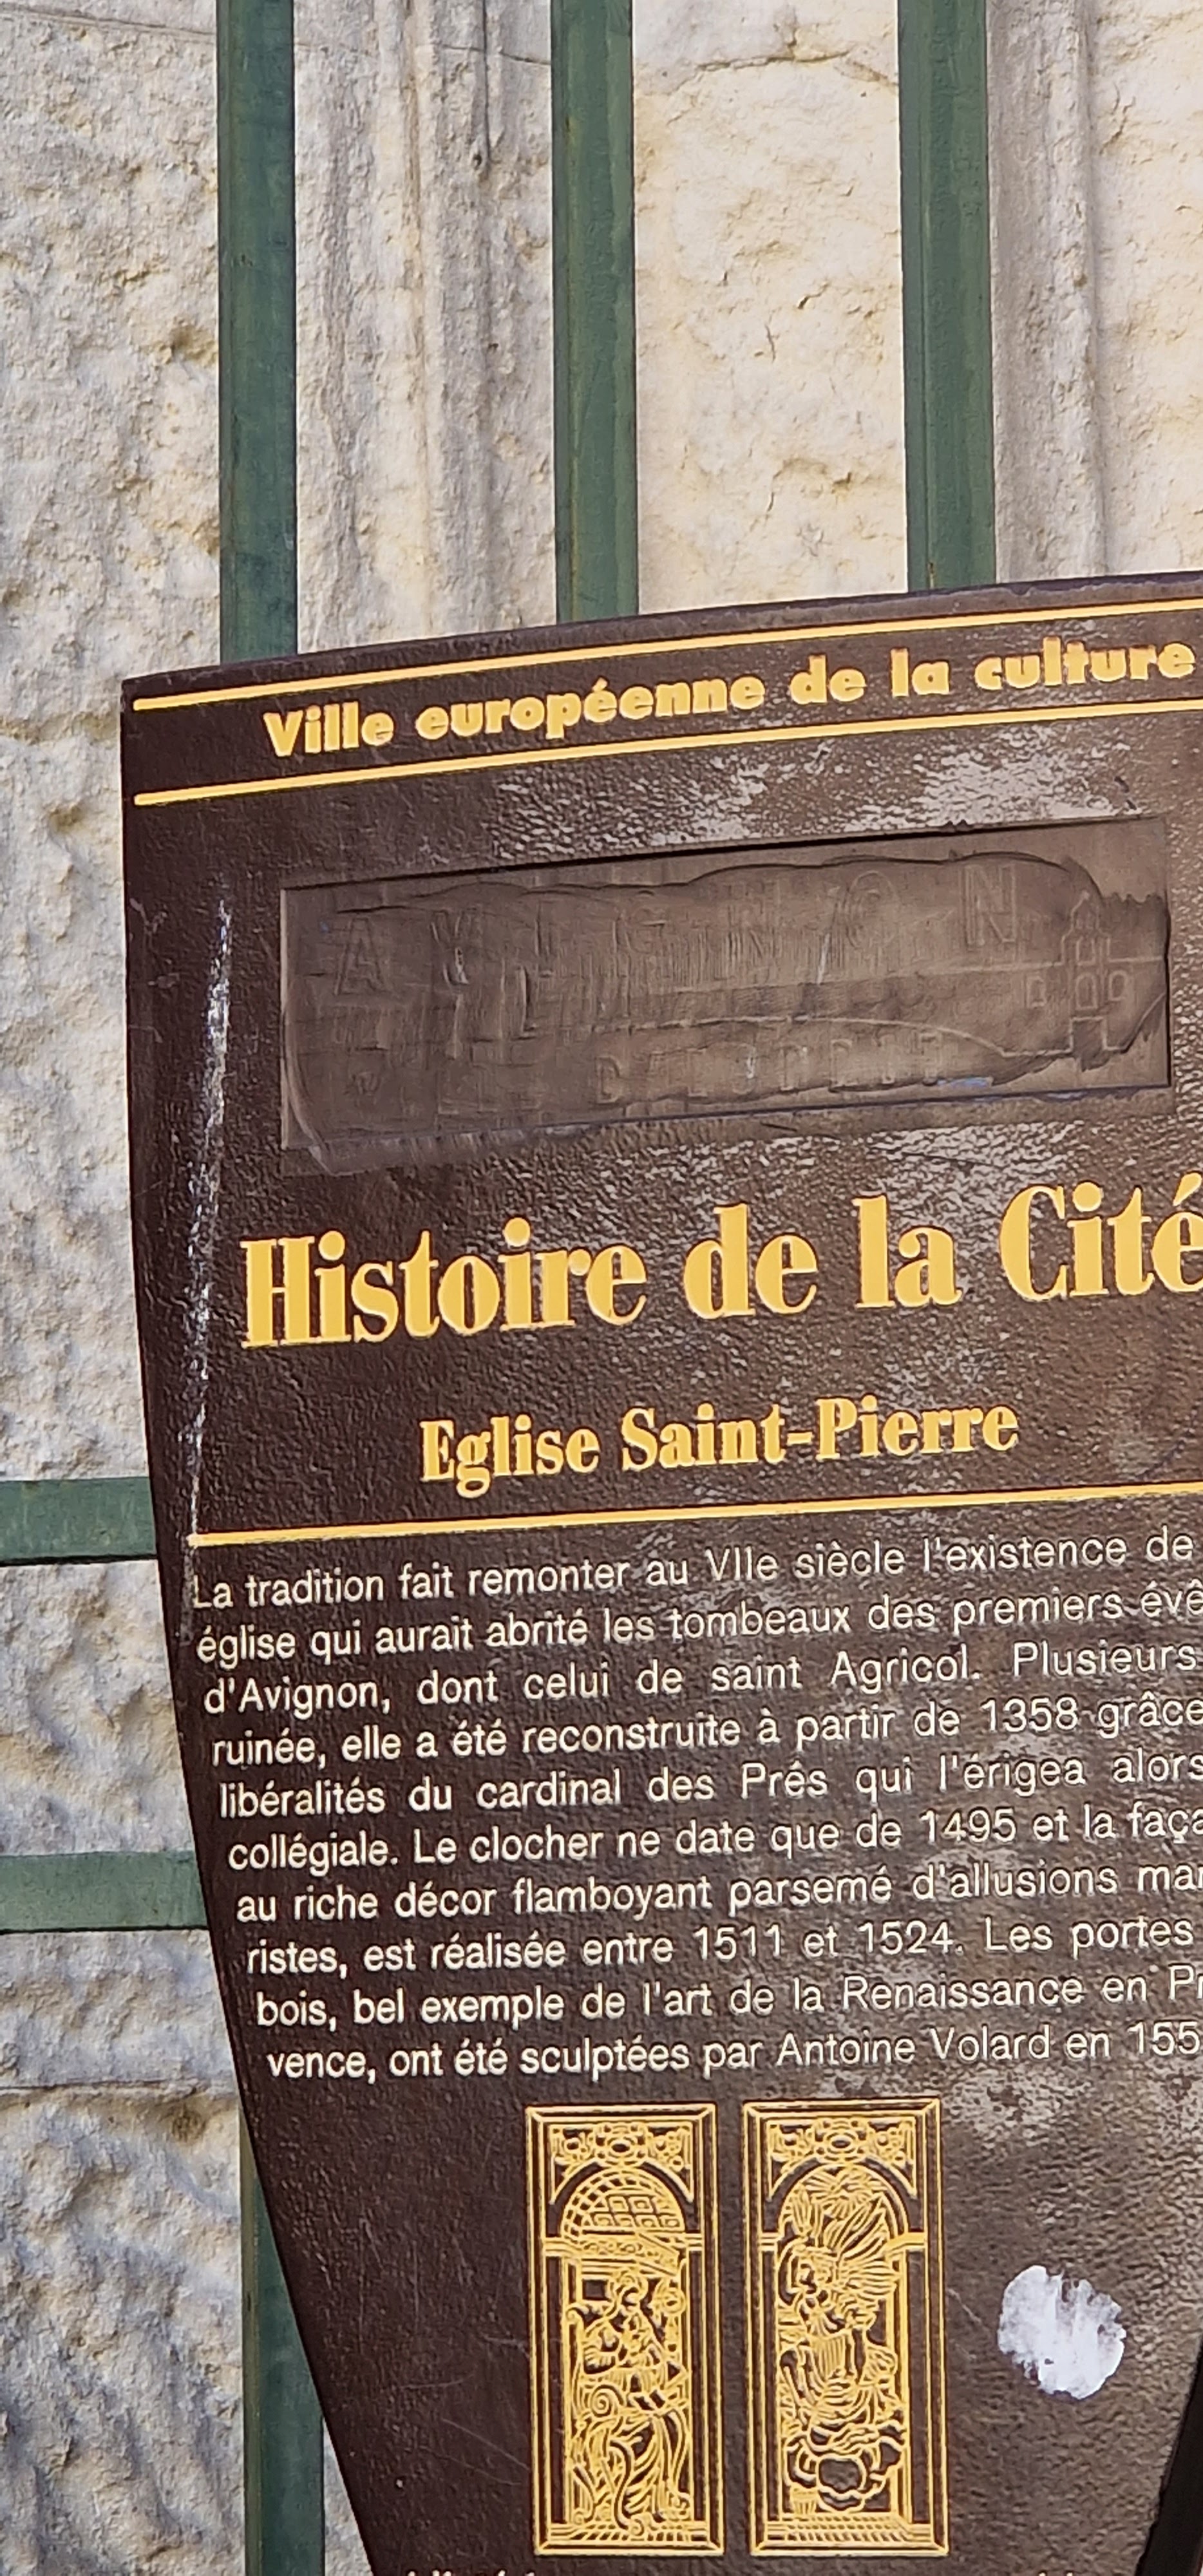 Ville européenne de la culture
AVIGNON
Histoire de la Cité
Eglise Saint-Pierre
La tradition fait remonter au VIIe siècle l'existence de
église qui aurait abrité les tombeaux des premiers évê
d'Avignon, dont celui de saint Agricol. Plusieurs
ruinée, elle a été reconstruite à partir de 1358 grâce
libéralités du cardinal des Prés qui l'érigea alors
collégiale. Le clocher ne date que de 1495 et la faça
au riche décor flamboyant parsemé d'allusions mar
ristes, est réalisée entre 1511 et 1524. Les portes
bois, bel exemple de l'art de la Renaissance en Pr
vence, ont été sculptées par Antoine Volard en 155